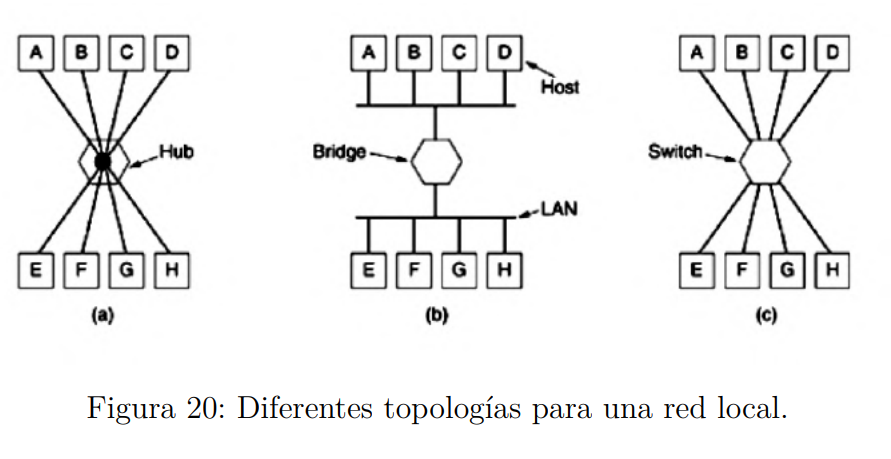 A B C D
Hub
E F G H
(a)
A B C D
Host
Bridge
LAN
E F G H
(b)
A B C D
Switch
E F G H
(c)
Figura 20: Diferentes topologías para una red local.